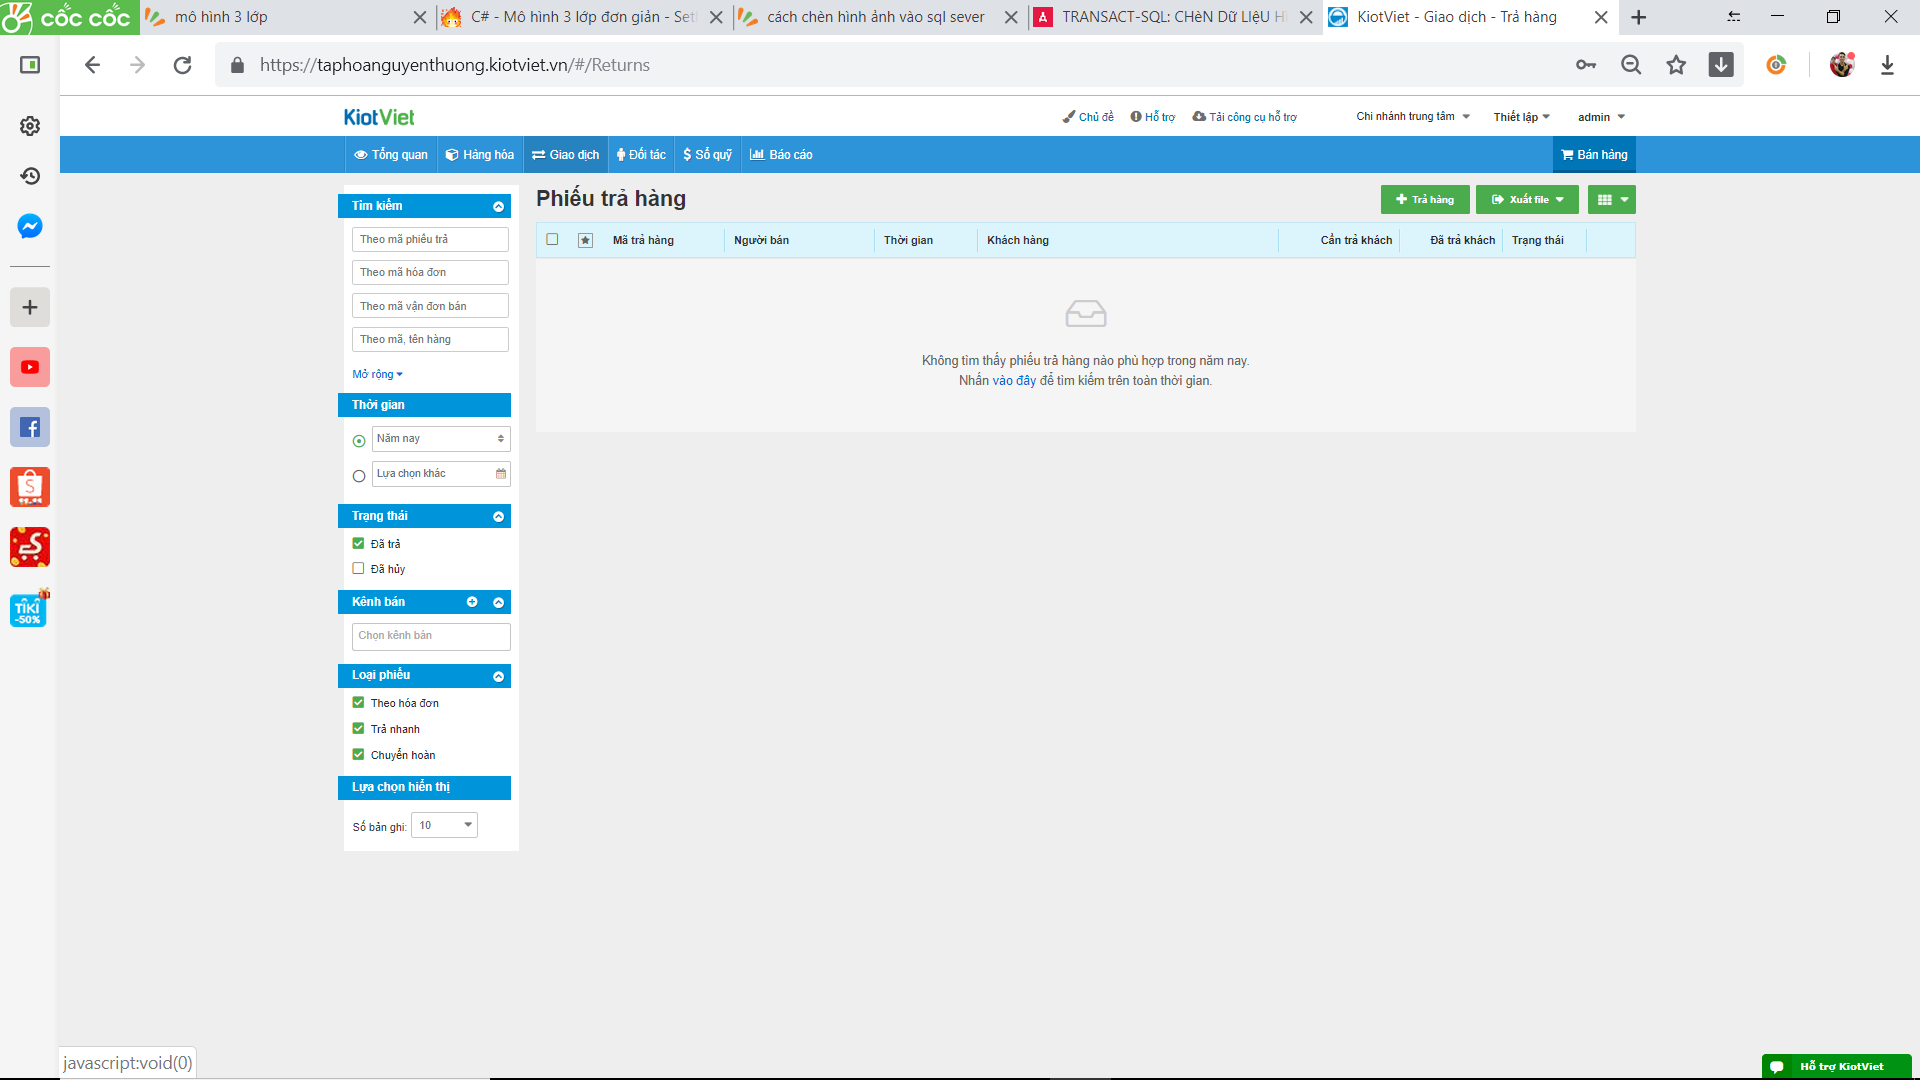 cốc cốc
mô hình 3 lớp
C# - Mô hình 3 lớp đơn giản - Set
cách chèn hình ảnh vào sql sever
TRANSACT-SQL: CHèN Dữ LIệU H
KiotViet - Giao dịch - Trả hàng
https://taphoanguyenthuong.kiotviet.vn/#/Returns
KiotViet
Chủ đề
Hỗ trợ
Tải công cụ hỗ trợ
Chi nhánh trung tâm
Thiết lập
admin
Tổng quan
Hàng hóa
Giao dịch
Đối tác
Sổ quỹ
Báo cáo
Bán hàng
Tìm kiếm
Theo mã phiếu trả
Theo mã hóa đơn
Theo mã vận đơn bán
Theo mã, tên hàng
Mở rộng
Thời gian
Năm nay
Lựa chọn khác
Trạng thái
Đã trả
Đã hủy
Kênh bán
Chọn kênh bán
Loại phiếu
Theo hóa đơn
Trả nhanh
Chuyển hoàn
Lựa chọn hiển thị
Số bản ghi: 10
Phiếu trả hàng
Trả hàng
Xuất file
Mã trả hàng
Người bán
Thời gian
Khách hàng
Cần trả khách
Đã trả khách
Trạng thái
Không tìm thấy phiếu trả hàng nào phù hợp trong năm nay.
Nhấn vào đây để tìm kiếm trên toàn thời gian.
TIKI
-50%
javascript:void(0)
Hỗ trợ KiotViet